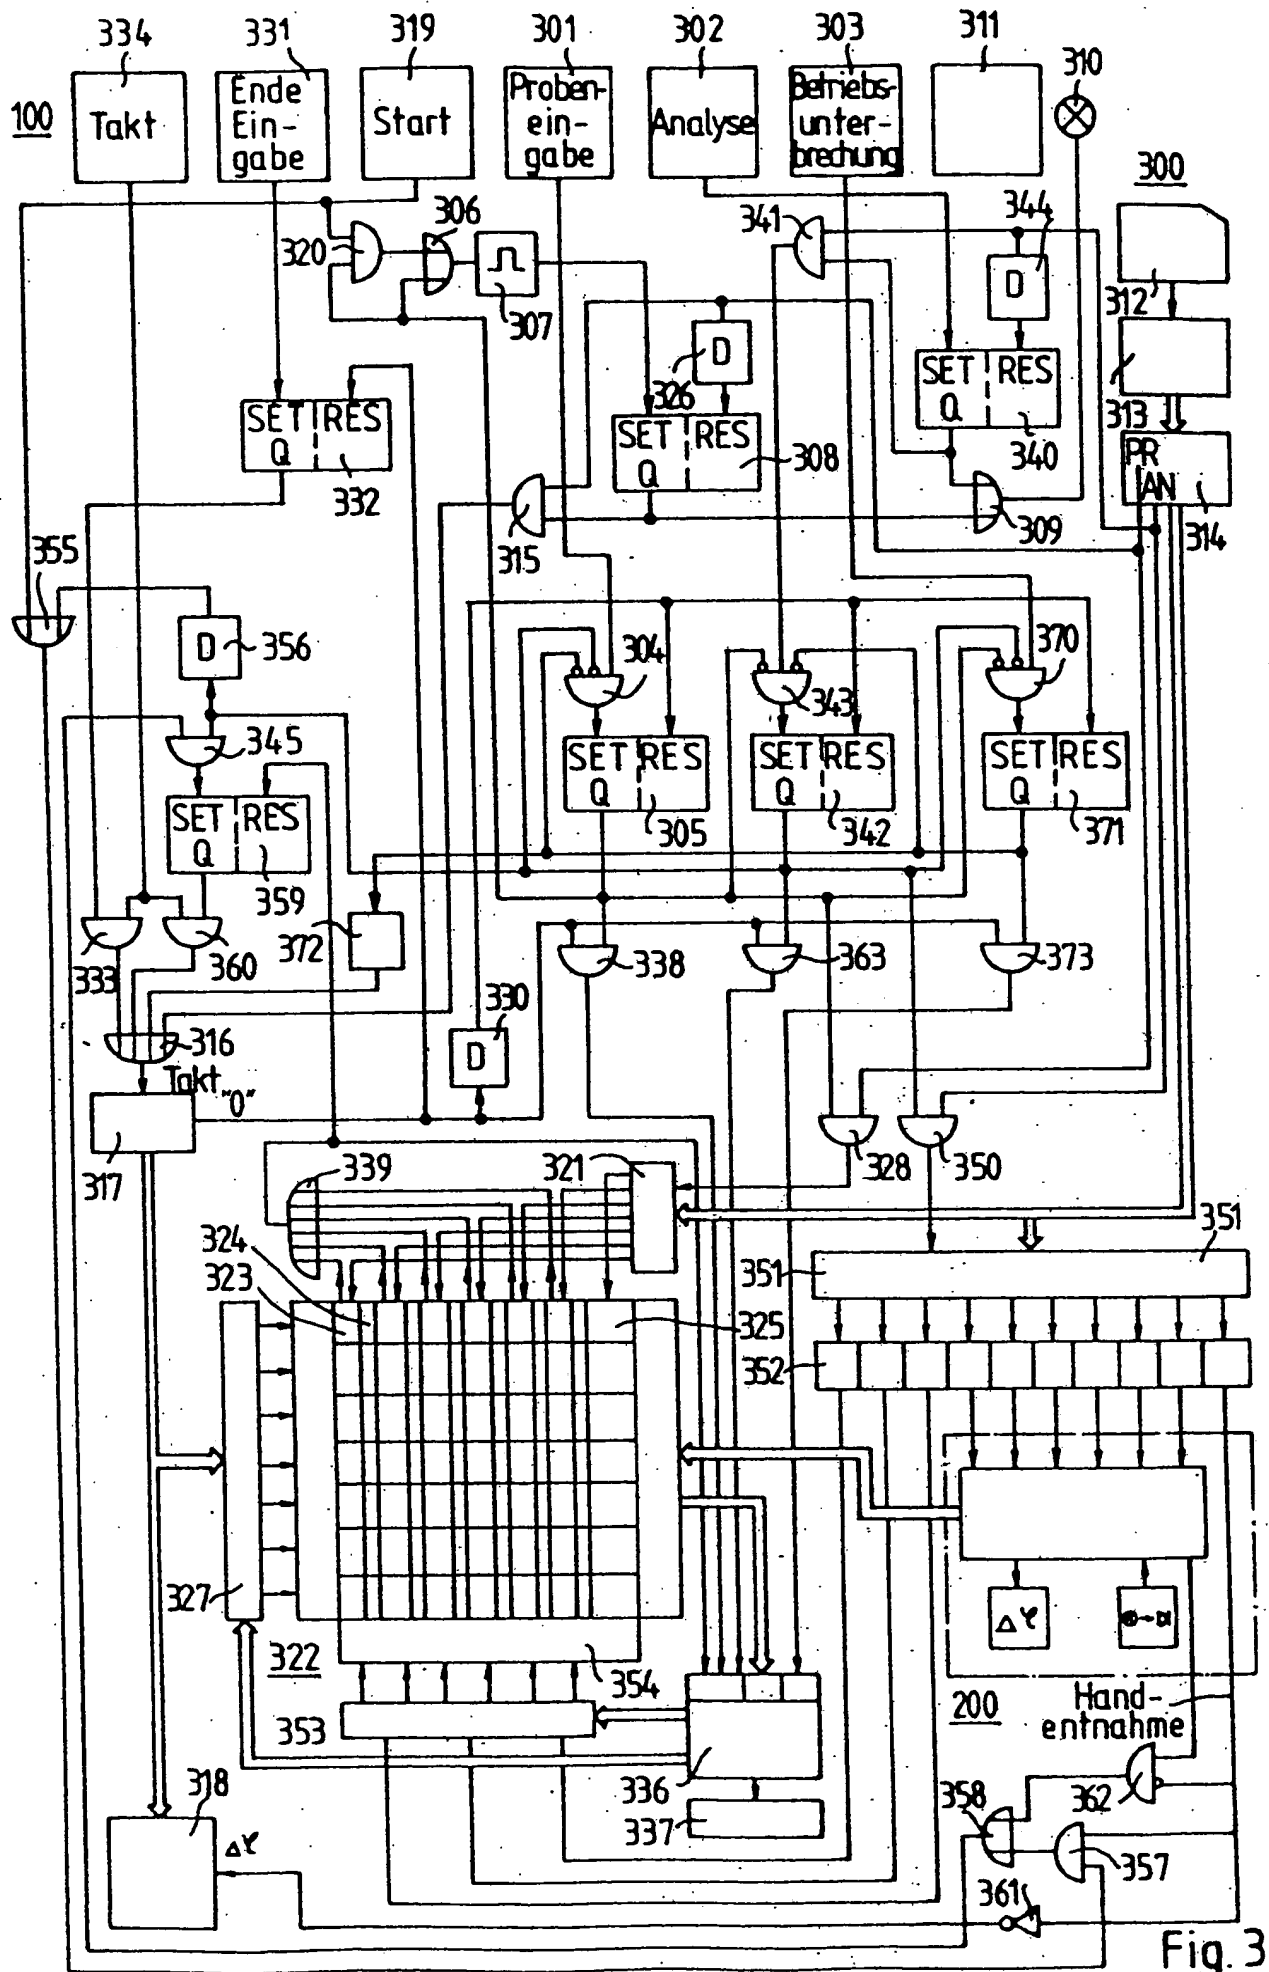 334
331
319
301
302
303
311
310
100
Takt
Ende
Ein-
gabe
Start
Proben-
ein-
gabe
Analyse
Betriebs-
unter-
brechung
300
320
306
307
341
344
D
312
313
326
D
SET RES
Q
340
PR
AN
314
SET RES
Q
332
SET RES
Q
308
315
309
355
D
356
304
343
370
345
SET RES
Q
359
SET RES
Q
305
SET RES
Q
342
SET RES
Q
371
333
360
372
338
363
373
316
330
D
Takt
"0"
317
339
321
328
350
324
323
325
351
351
352
327
322
354
353
Δφ
200
Hand-
entnahme
336
337
318
Δφ
358
362
357
361
Fig. 3